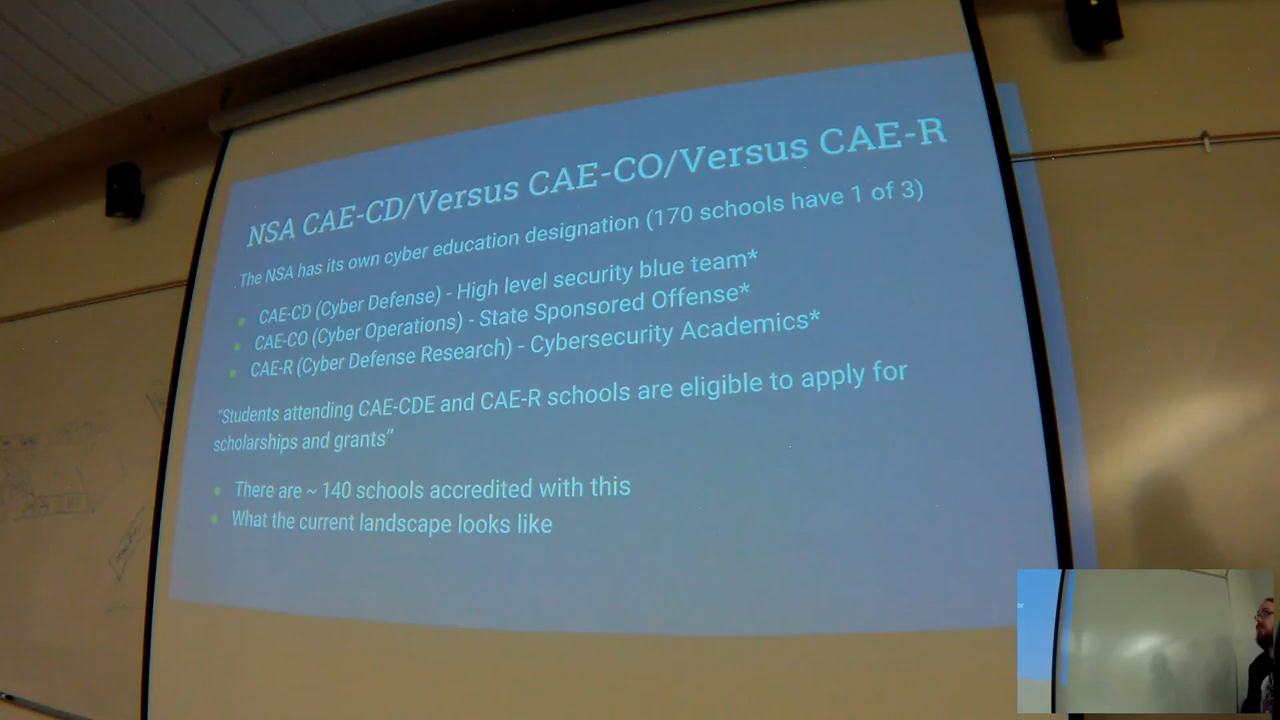 NSA CAE-CD/Versus CAE-CO/Versus CAE-R
The NSA has its own cyber education designation (170 schools have 1 of 3)
CAE-CD (Cyber Defense) - High level security blue team*
CAE-CO (Cyber Operations) - State Sponsored Offense*
CAE-R (Cyber Defense Research) - Cybersecurity Academics*
"Students attending CAE-CDE and CAE-R schools are eligible to apply for
scholarships and grants"
There are ~ 140 schools accredited with this
What the current landscape looks like